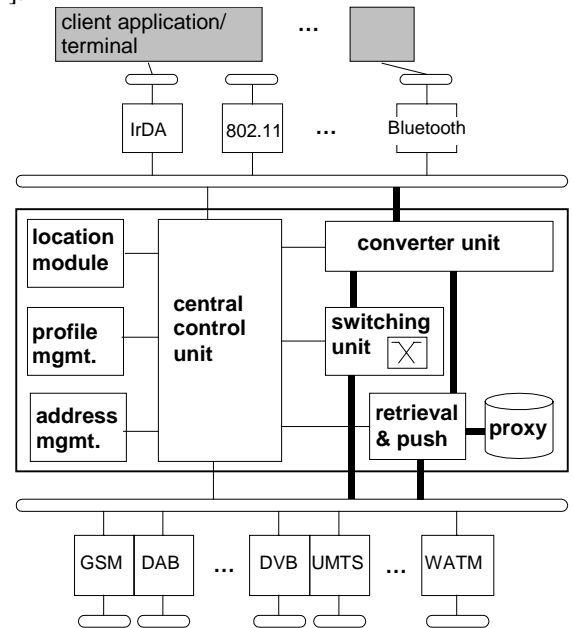 ].
client application/
terminal
...
IrDA
802.11
...
Bluetooth
location
module
converter unit
central
control
unit
profile
mgmt.
switching
unit
address
mgmt.
retrieval
& push
proxy
GSM
DAB
...
DVB
UMTS
...
WATM